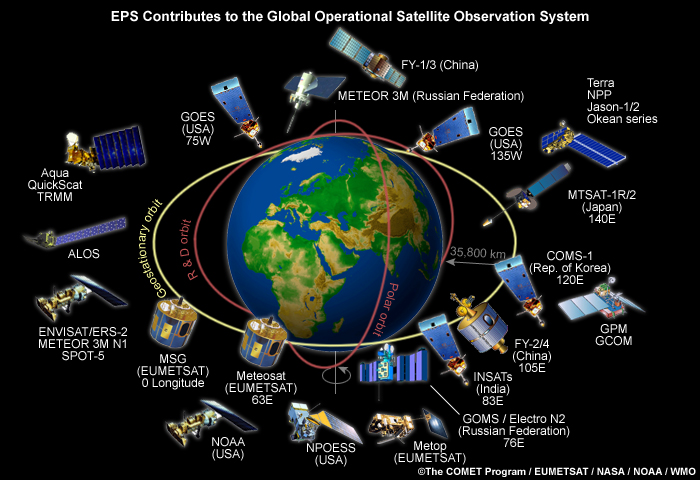 EPS Contributes to the Global Operational Satellite Observation System
FY-1/3 (China)
METEOR 3M (Russian Federation)
GOES
(USA)
75W
GOES
(USA)
135W
Terra
NPP
Jason-1/2
Okean series
Aqua
QuickScat
TRMM
MTSAT-1R/2
(Japan)
140E
ALOS
Geostationary orbit
R & D orbit
Polar orbit
35,800 km
COMS-1
(Rep. of Korea)
120E
GPM
GCOM
ENVISAT/ERS-2
METEOR 3M N1
SPOT-5
MSG
(EUMETSAT)
0 Longitude
Meteosat
(EUMETSAT)
63E
FY-2/4
(China)
105E
INSATs
(India)
83E
GOMS / Electro N2
(Russian Federation)
76E
NOAA
(USA)
NPOESS
(USA)
Metop
(EUMETSAT)
©The COMET Program / EUMETSAT / NASA / NOAA / WMO